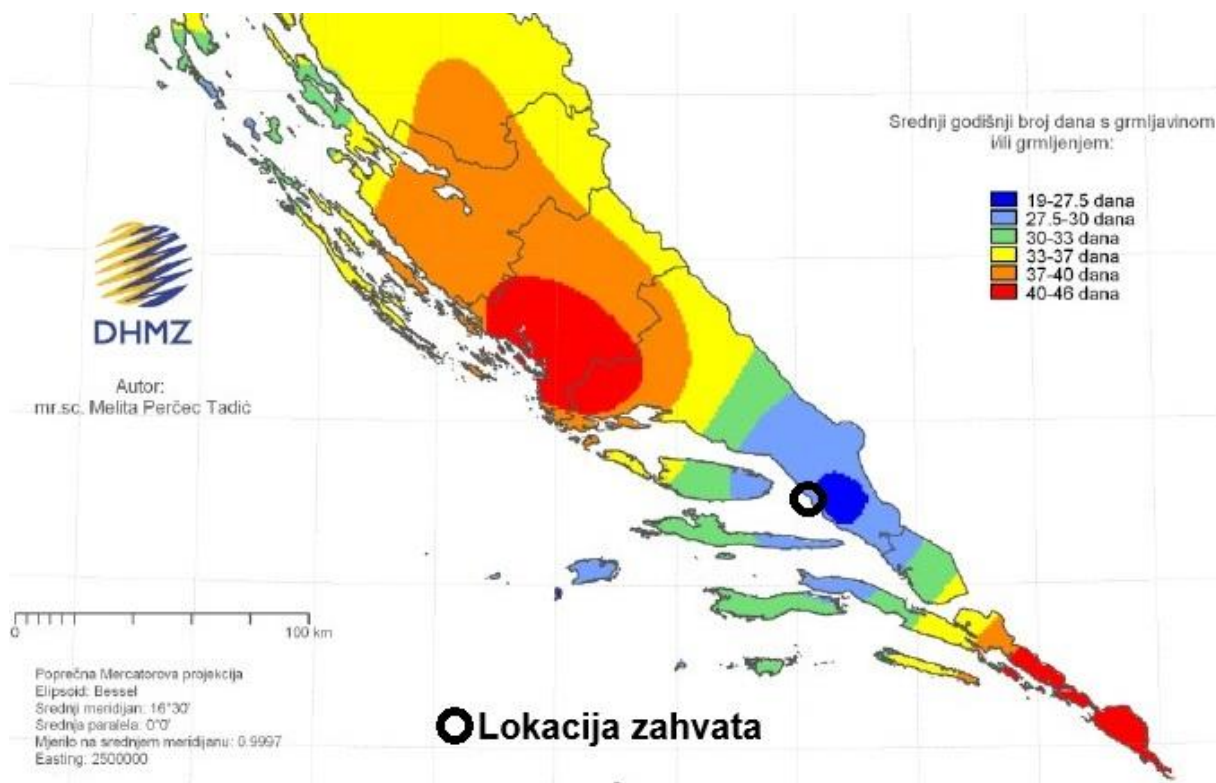 Srednji godišnji broj dana s grmljavinom
i/ili grmljenjem:
19-27.5 dana
27.5-30 dana
30-33 dana
33-37 dana
37-40 dana
40-46 dana
DHMZ
Autor:
mr.sc. Melita Perčec Tadić
0 100 km
Poprečna Mercatorova projekcija
Elipsoid: Bessel
Srednji meridijan: 16°30'
Srednja paralela: 0°0'
Mjerilo na srednjem meridijanu: 0.9997
Easting: 2500000
Lokacija zahvata